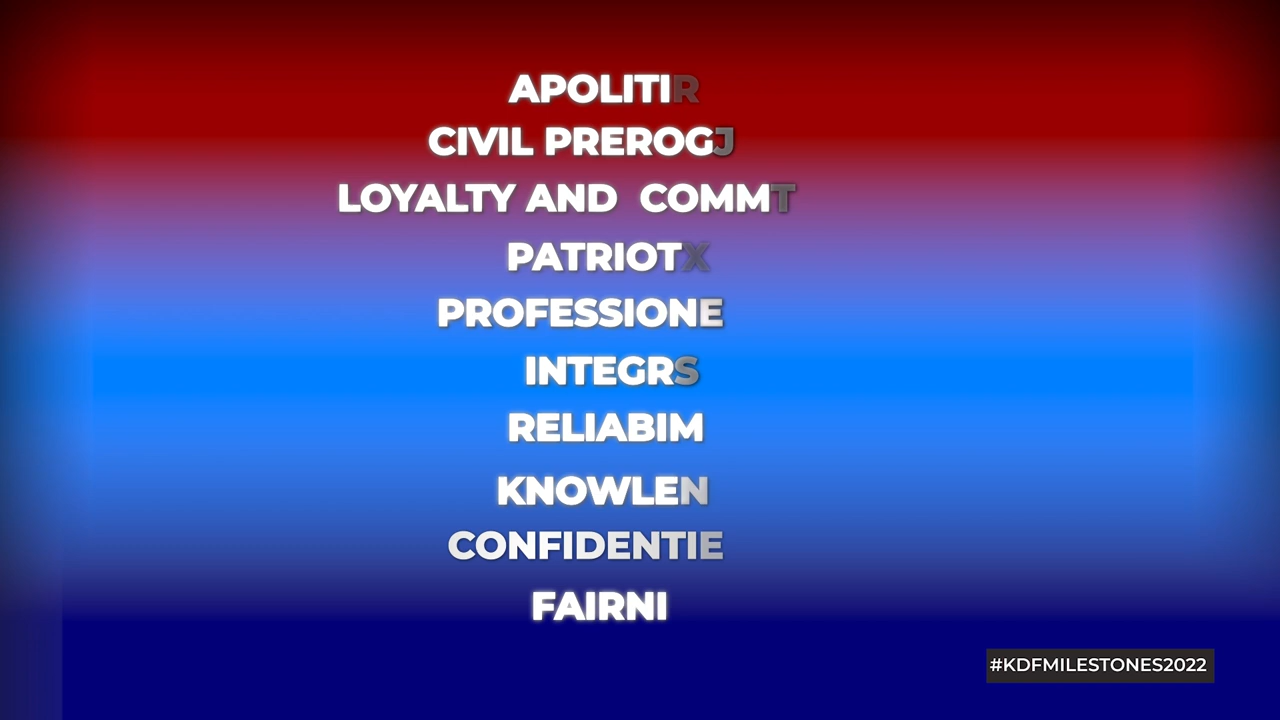 APOLITIR
CIVIL PREROGJ
LOYALTY AND COMMT
PATRIOTX
PROFESSIONE
INTEGRS
RELIABIM
KNOWLEN
CONFIDENTIE
FAIRNI
#KDFMILESTONES2022